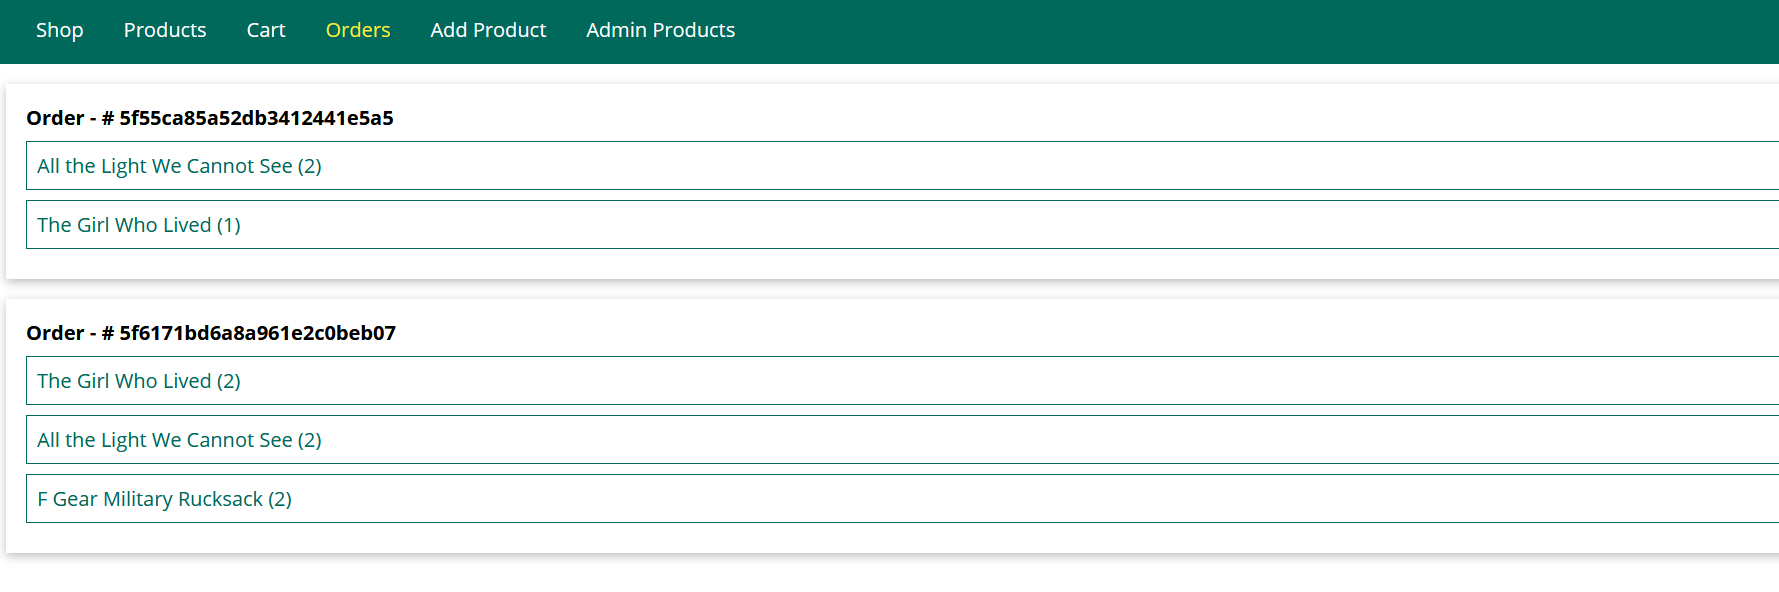 Shop Products Cart Orders Add Product Admin Products
Order - # 5f55ca85a52db3412441e5a5
All the Light We Cannot See (2)
The Girl Who Lived (1)
Order - # 5f6171bd6a8a961e2c0beb07
The Girl Who Lived (2)
All the Light We Cannot See (2)
F Gear Military Rucksack (2)